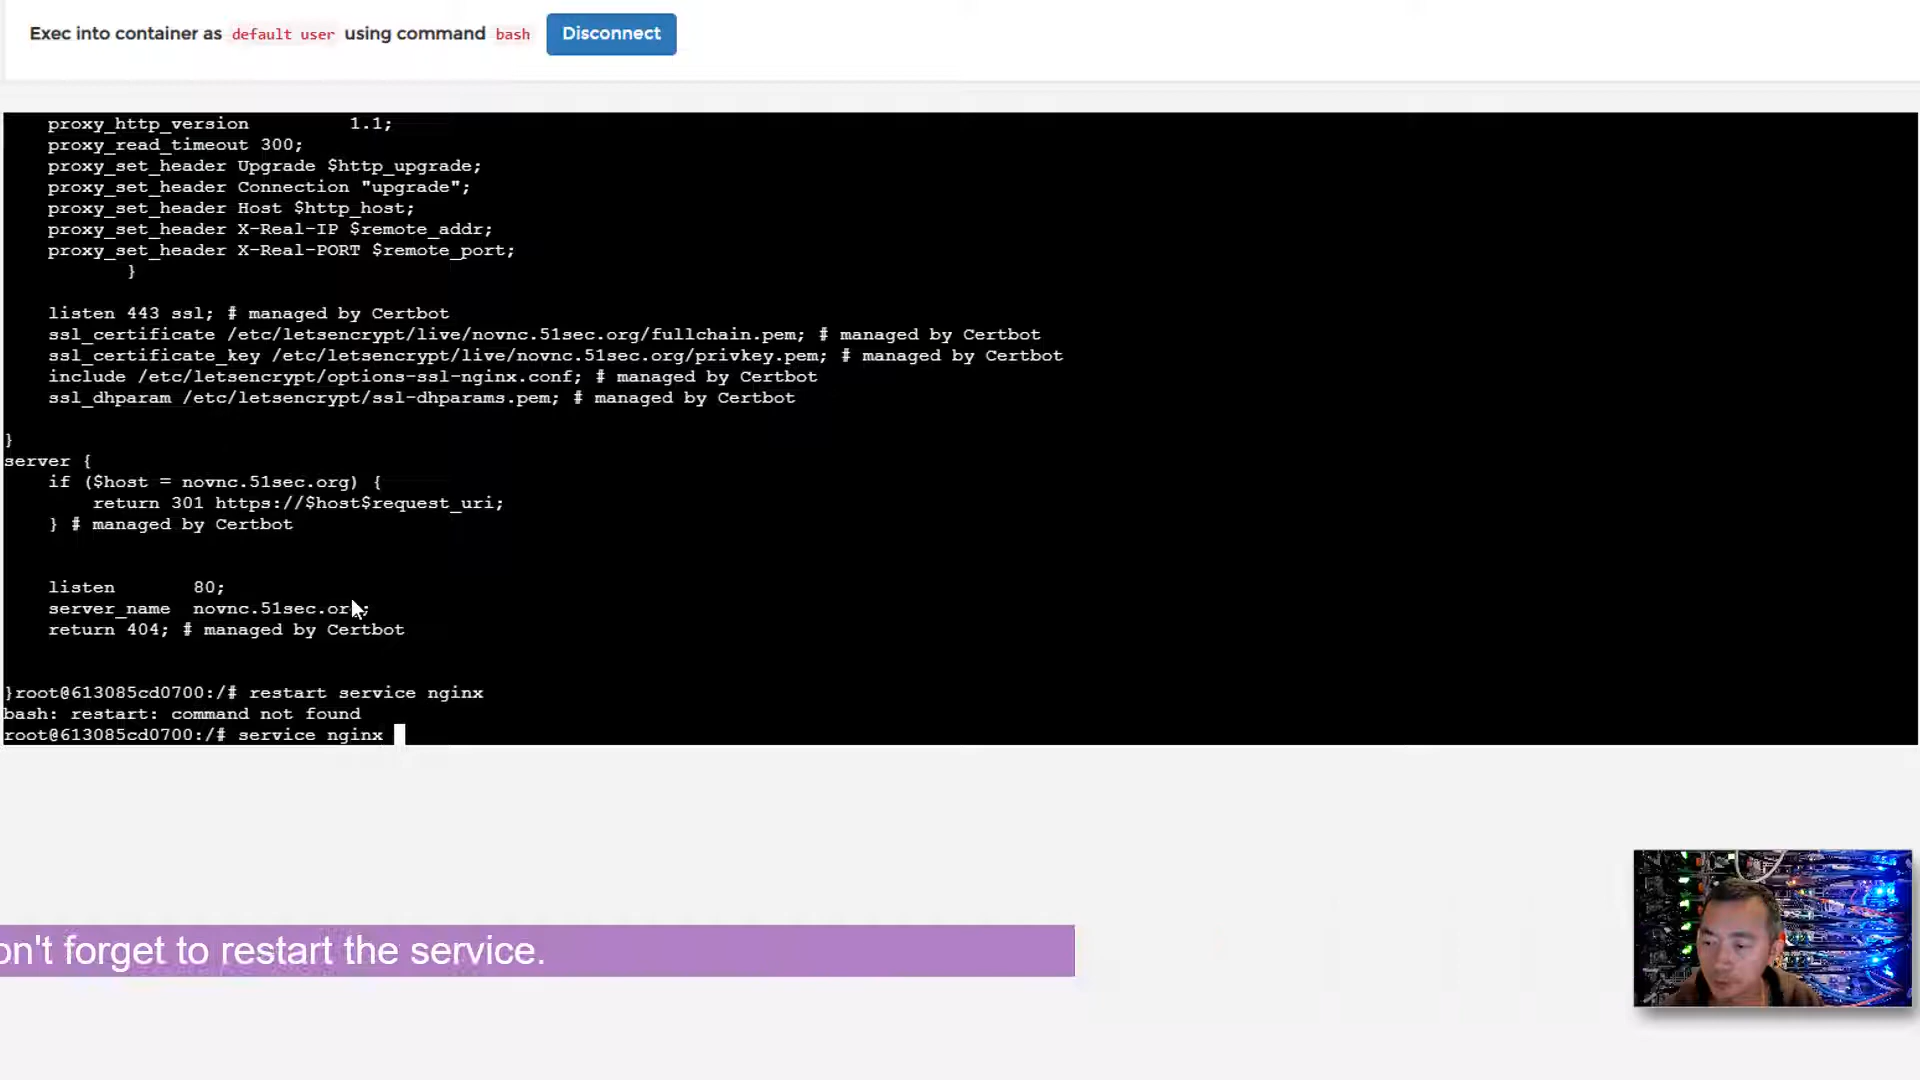 Exec into container as default user using command bash Disconnect
proxy_http_version 1.1;
proxy_read_timeout 300;
proxy_set_header Upgrade $http_upgrade;
proxy_set_header Connection "upgrade";
proxy_set_header Host $http_host;
proxy_set_header X-Real-IP $remote_addr;
proxy_set_header X-Real-PORT $remote_port;
}
listen 443 ssl; # managed by Certbot
ssl_certificate /etc/letsencrypt/live/novnc.51sec.org/fullchain.pem; # managed by Certbot
ssl_certificate_key /etc/letsencrypt/live/novnc.51sec.org/privkey.pem; # managed by Certbot
include /etc/letsencrypt/options-ssl-nginx.conf; # managed by Certbot
ssl_dhparam /etc/letsencrypt/ssl-dhparams.pem; # managed by Certbot
}
server {
if ($host = novnc.51sec.org) {
return 301 https://$host$request_uri;
} # managed by Certbot
listen 80;
server_name novnc.51sec.org;
return 404; # managed by Certbot
}root@613085cd0700:/# restart service nginx
bash: restart: command not found
root@613085cd0700:/# service nginx
on't forget to restart the service.